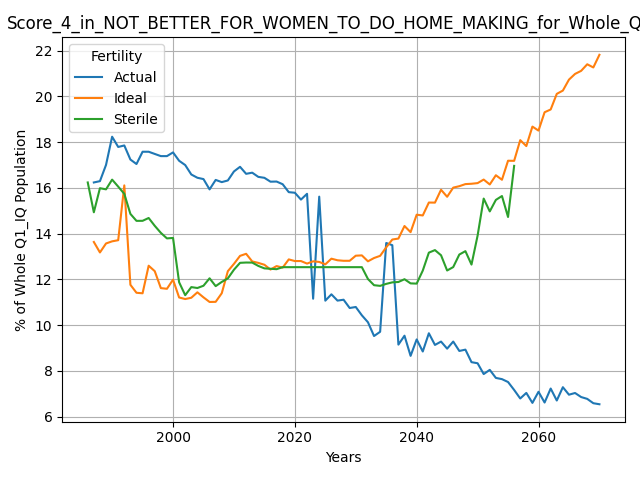 Score_4_in_NOT_BETTER_FOR_WOMEN_TO_DO_HOME_MAKING_for_Whole_Q
Fertility
Actual
Ideal
Sterile
22
20
18
16
14
12
10
8
6
% of Whole Q1_IQ Population
2000 2020 2040 2060
Years